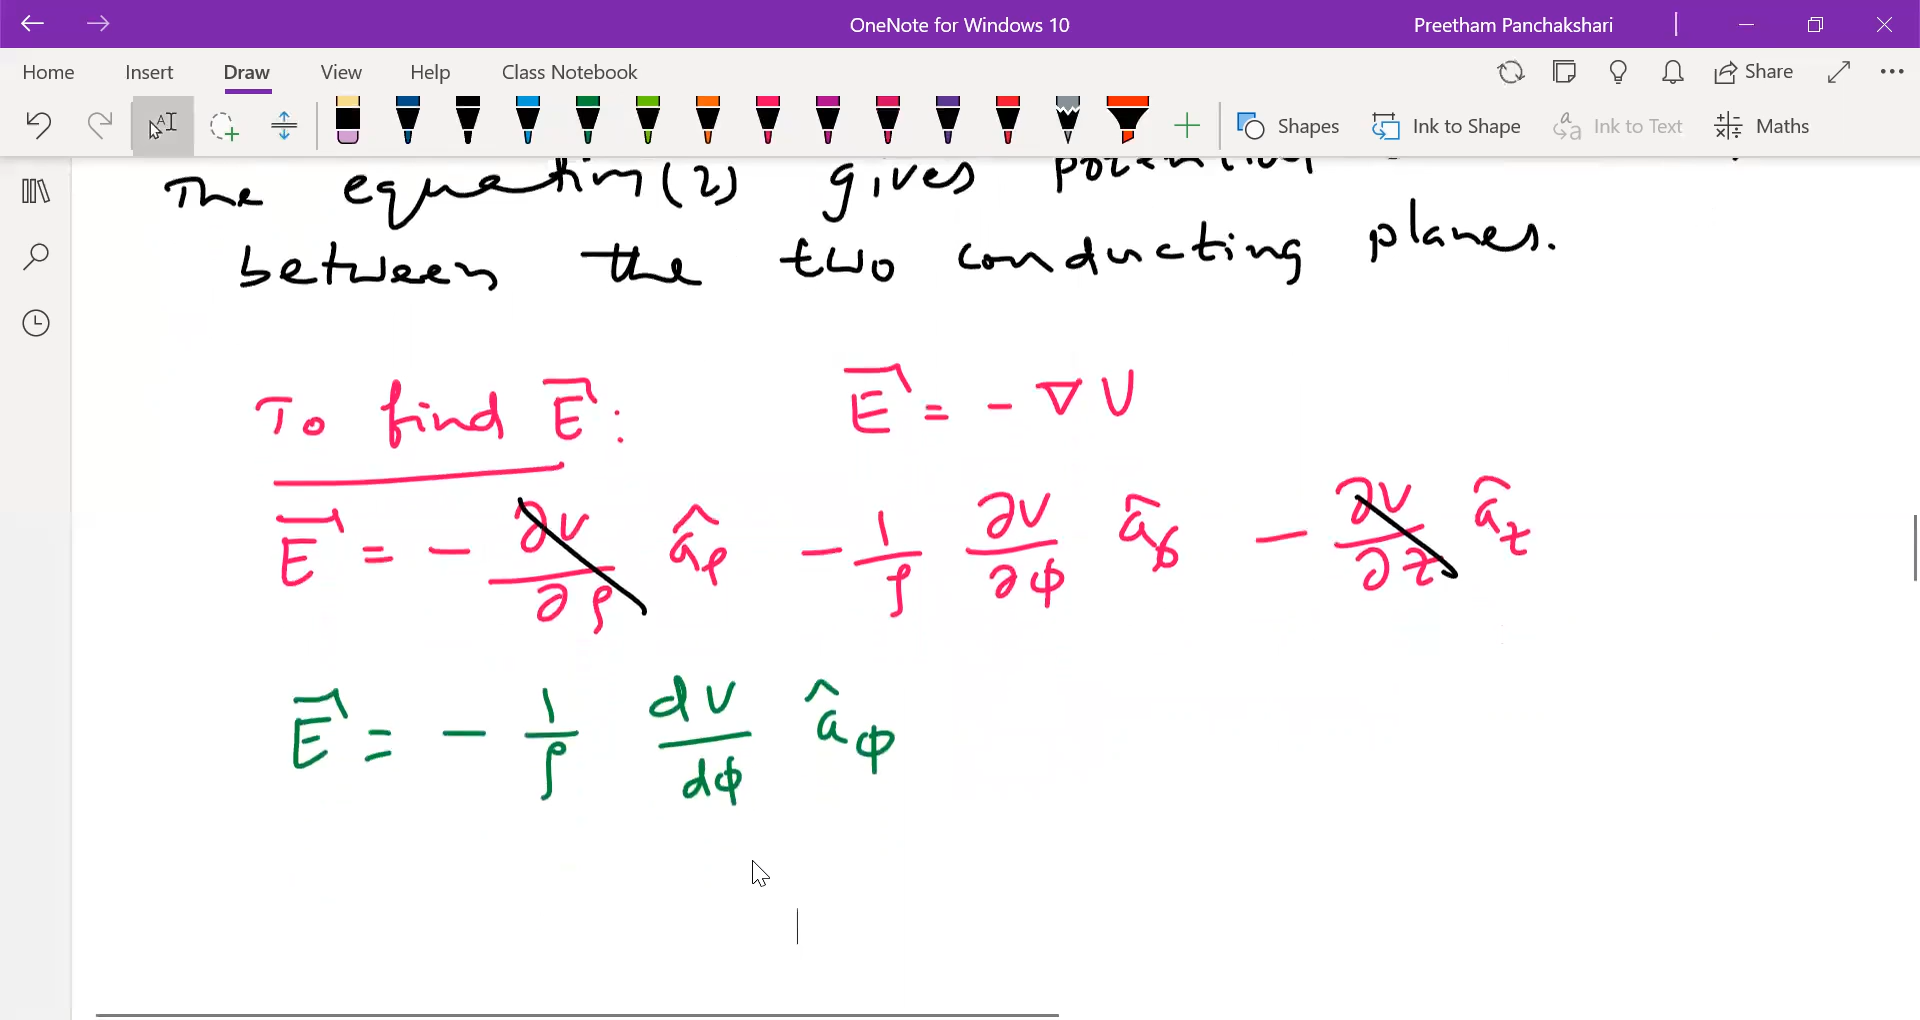 OneNote for Windows 10 Preetham Panchakshari
Home Insert Draw View Help Class Notebook Share
Shapes Ink to Shape Ink to Text Maths
The equation (2) gives potential
between the two conducting planes.
To find E⃗ : E⃗ = - ∇ V
E⃗ = - ∂V/∂ρ âρ - 1/ρ ∂V/∂φ âφ - ∂V/∂z âz
E⃗ = - 1/ρ dV/dφ âφ